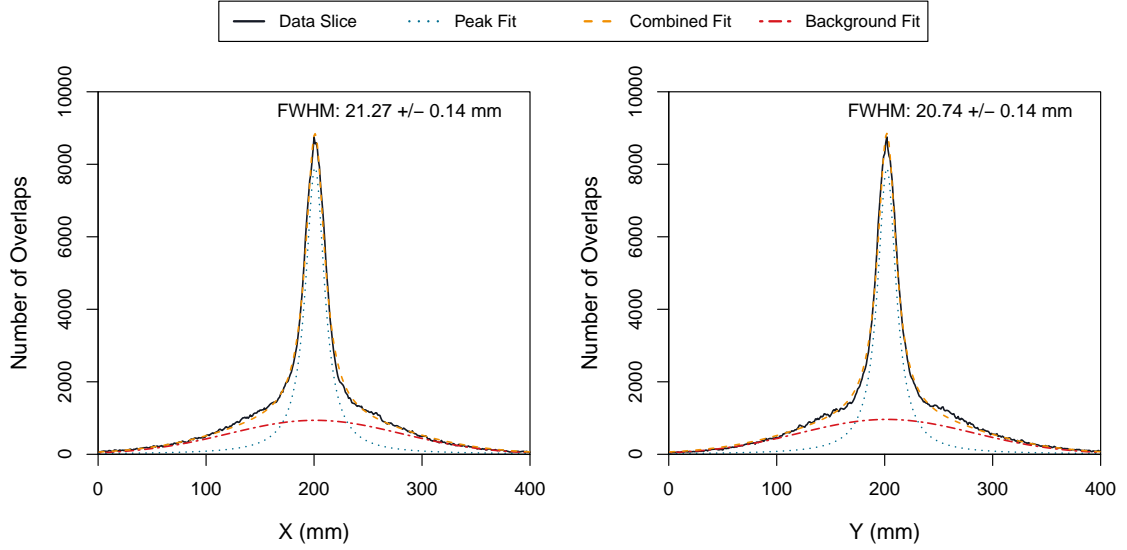 Data Slice Peak Fit Combined Fit Background Fit
FWHM: 21.27 +/− 0.14 mm
Number of Overlaps
0 2000 4000 6000 8000 10000
0 100 200 300 400
X (mm)
FWHM: 20.74 +/− 0.14 mm
Number of Overlaps
0 2000 4000 6000 8000 10000
0 100 200 300 400
Y (mm)